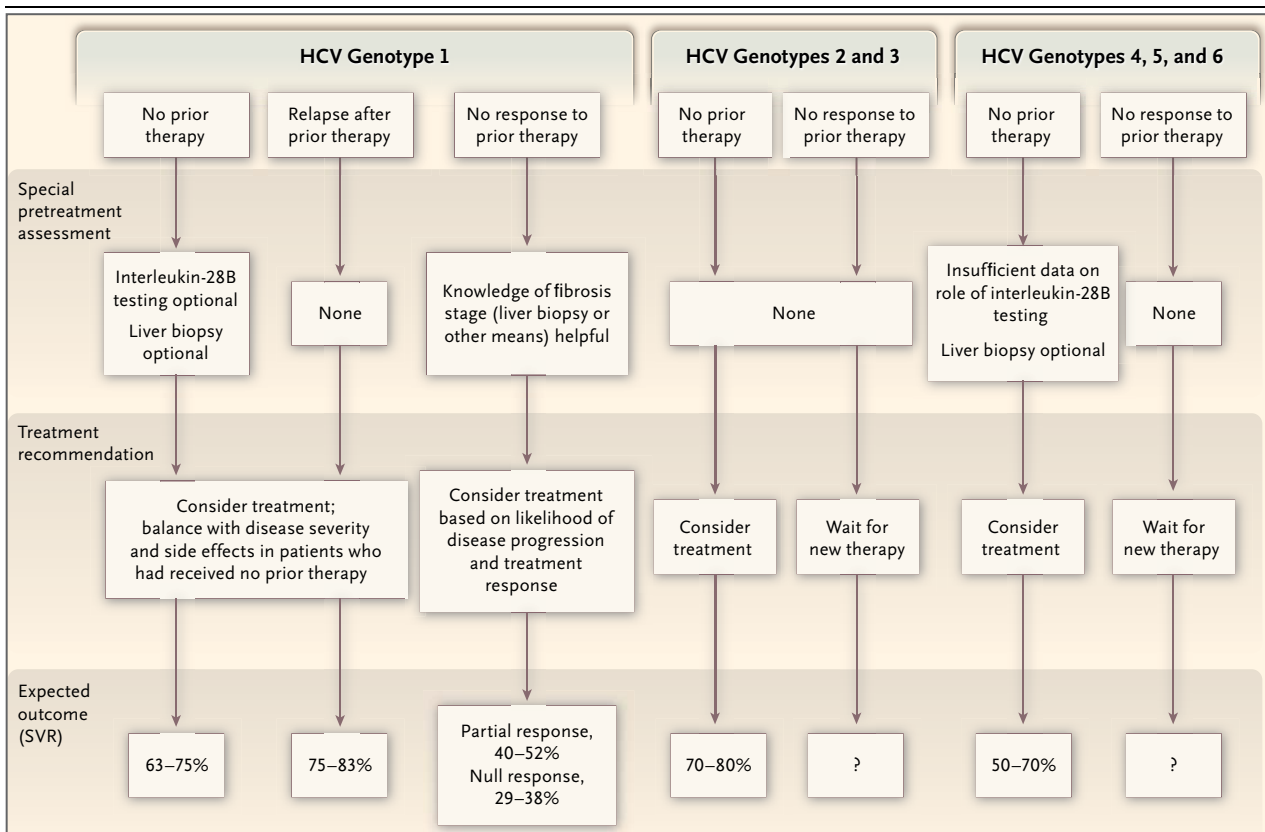 HCV Genotype 1
HCV Genotypes 2 and 3
HCV Genotypes 4, 5, and 6
No prior
therapy
Relapse after
prior therapy
No response to
prior therapy
No prior
therapy
No response to
prior therapy
No prior
therapy
No response to
prior therapy
Special
pretreatment
assessment
Interleukin-28B
testing optional
Liver biopsy
optional
None
Knowledge of fibrosis
stage (liver biopsy or
other means) helpful
None
Insufficient data on
role of interleukin-28B
testing
Liver biopsy optional
None
Treatment
recommendation
Consider treatment;
balance with disease severity
and side effects in patients who
had received no prior therapy
Consider treatment
based on likelihood of
disease progression
and treatment
response
Consider
treatment
Wait for
new therapy
Consider
treatment
Wait for
new therapy
Expected
outcome
(SVR)
63–75%
75–83%
Partial response,
40–52%
Null response,
29–38%
70–80%
?
50–70%
?